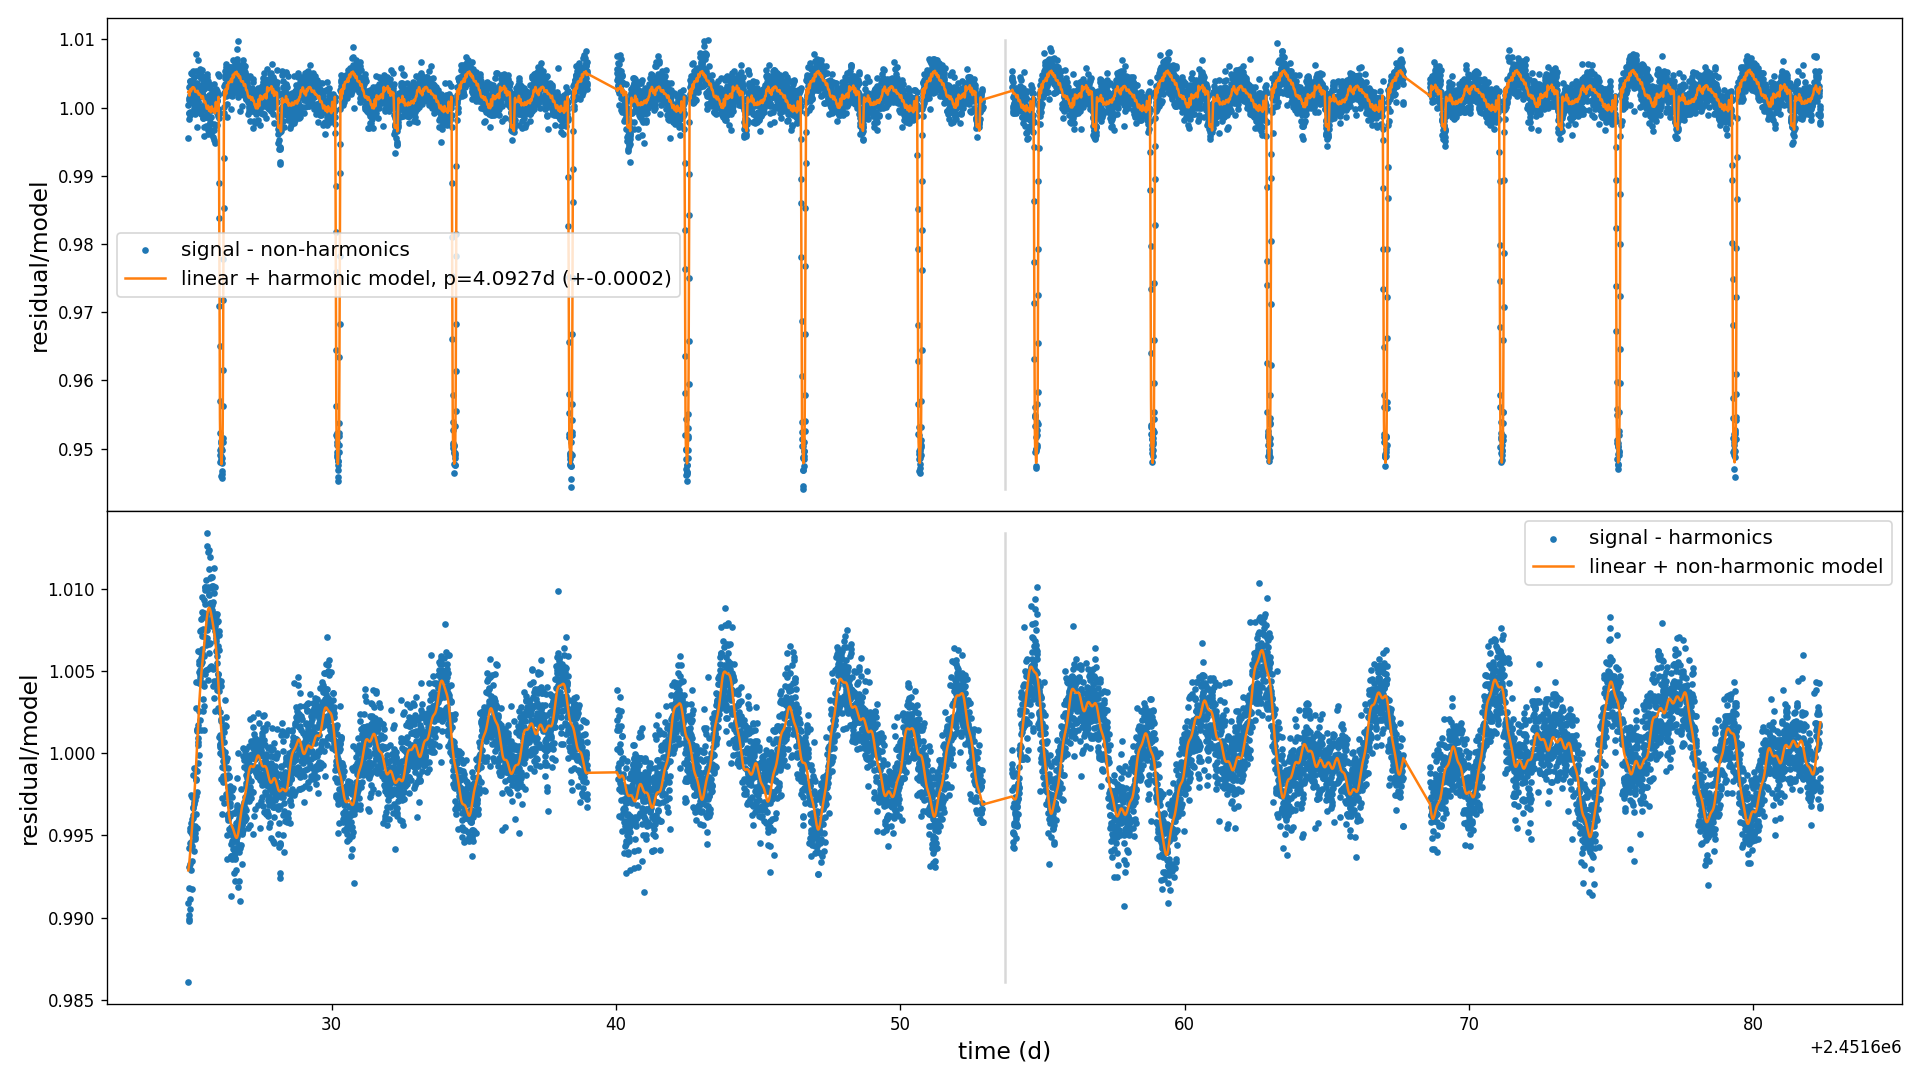 1.01
1.00
0.99
0.98
0.97
0.96
0.95
residual/model
signal - non-harmonics
linear + harmonic model, p=4.0927d (+-0.0002)
signal - harmonics
linear + non-harmonic model
1.010
1.005
1.000
0.995
0.990
0.985
residual/model
30 40 50 60 70 80
time (d)
+2.4516e6